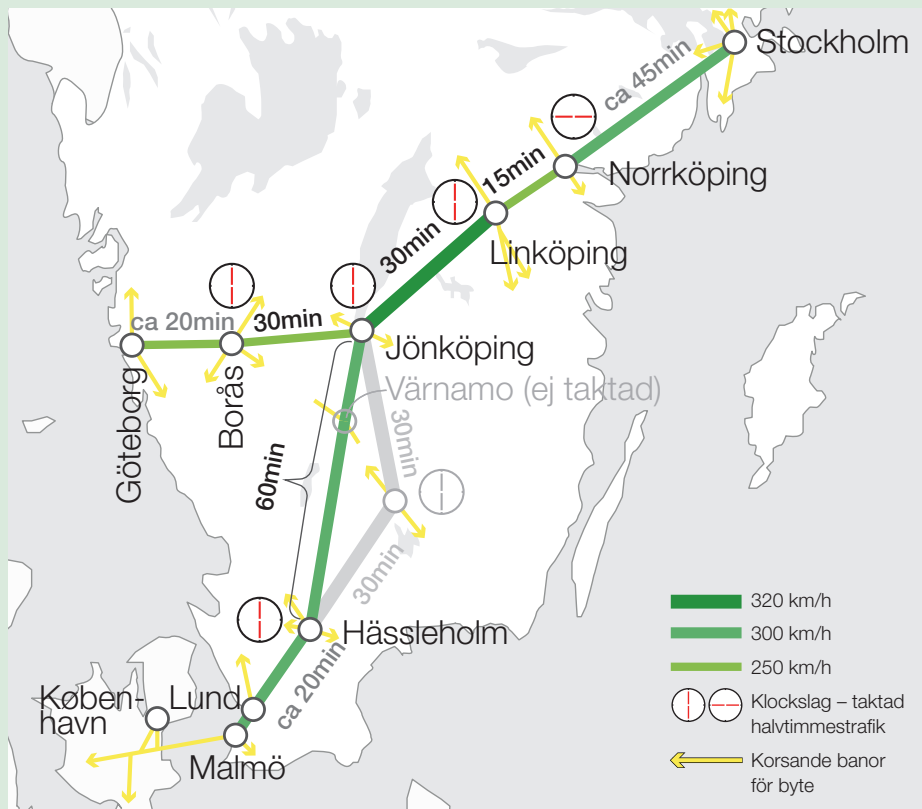 Stockholm
ca 45min
Norrköping
15min
Linköping
30min
ca 20min
30min
Jönköping
Göteborg
Borås
Värnamo (ej taktad)
30min
60min
30min
Hässleholm
ca 20min
Køben-
havn
Lund
Malmö
320 km/h
300 km/h
250 km/h
Klockslag – taktad
halvtimmestrafik
Korsande banor
för byte